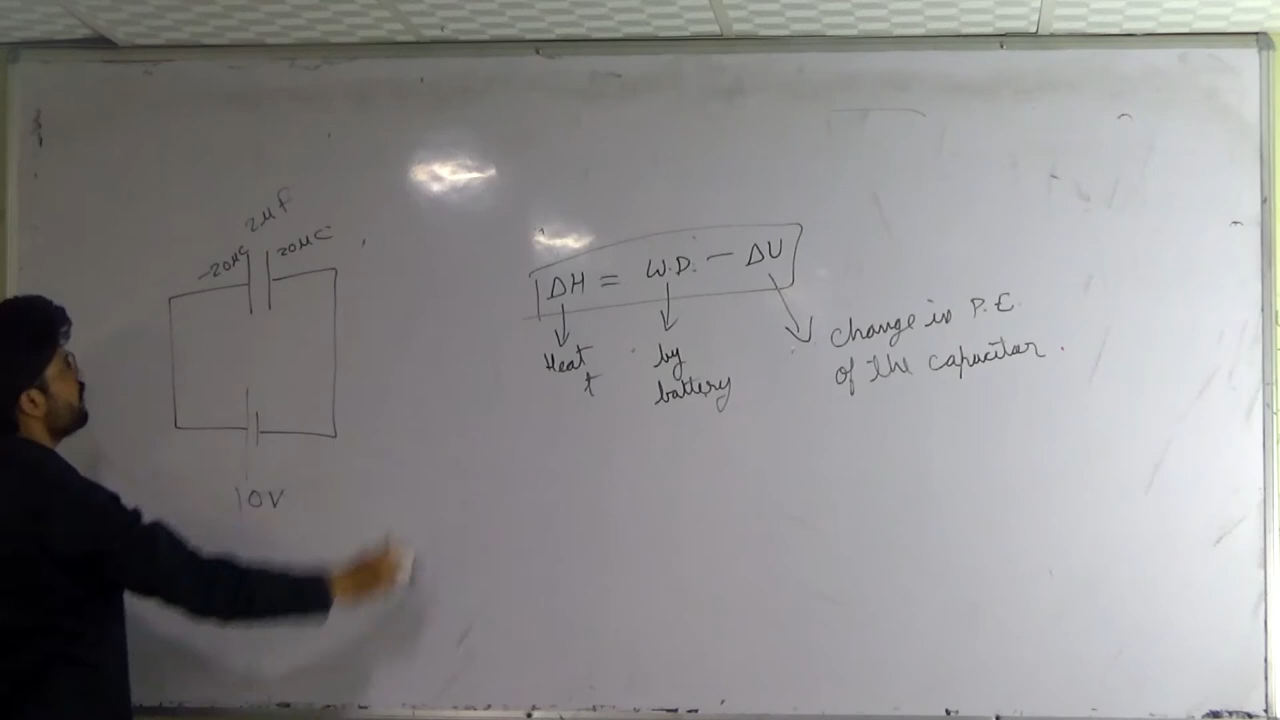 2μF
-20μC 20μC
10V
ΔH = W.D. - ΔU
Heat
by
battery
change in P.E.
of the capacitor.